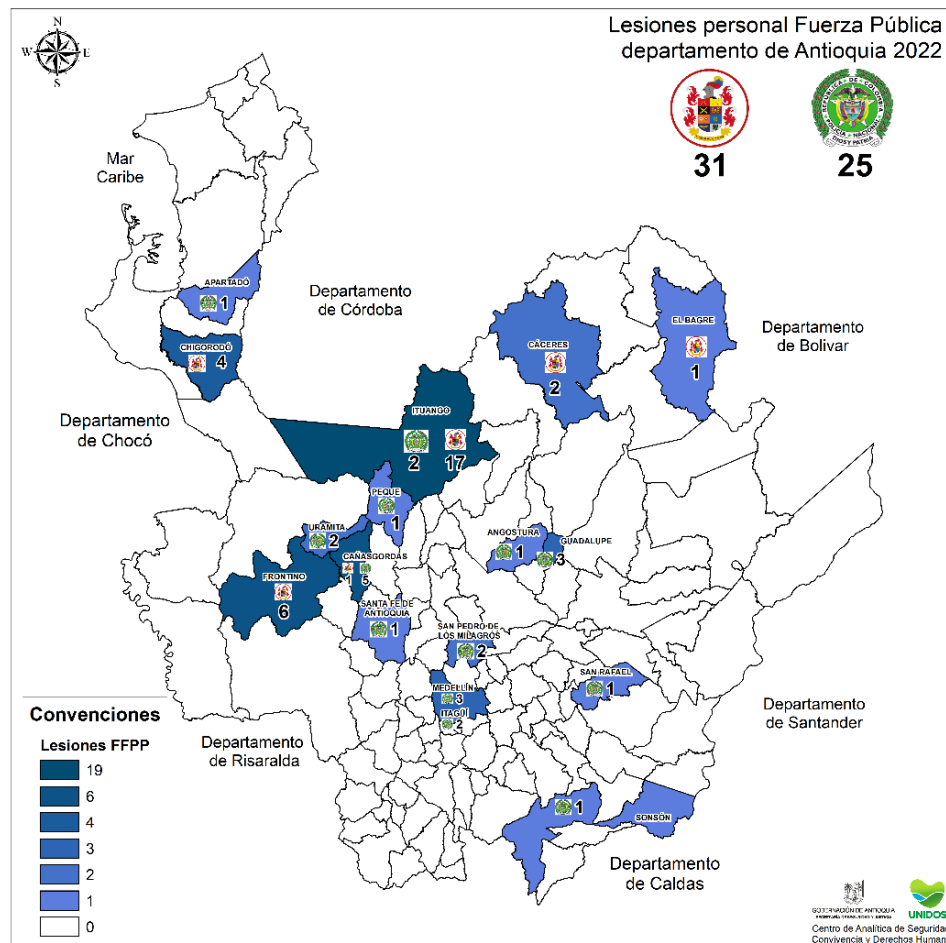 Lesiones personal Fuerza Pública
departamento de Antioquia 2022
31
25
N
W
E
S
Mar
Caribe
APARTADÓ
1
Departamento
de Córdoba
CHIGORODÓ
4
CÁCERES
2
EL BAGRE
1
Departamento
de Bolivar
Departamento
de Chocó
ITUANGO
2
17
PEQUE
1
URAMITA
2
ANGOSTURA
1
GUADALUPE
3
CAÑASGORDAS
1
5
FRONTINO
6
SANTA FE DE
ANTIOQUIA
1
SAN PEDRO DE
LOS MILAGROS
2
SAN RAFAEL
1
MEDELLÍN
3
ITAGÜÍ
2
Departamento
de Santander
Departamento
de Risaralda
1
SONSÓN
Departamento
de Caldas
Convenciones
Lesiones FFPP
19
6
4
3
2
1
0
GOBERNACIÓN DE ANTIOQUIA
UNIDOS
Centro de Analítica de Segurida
Convivencia y Derechos Human